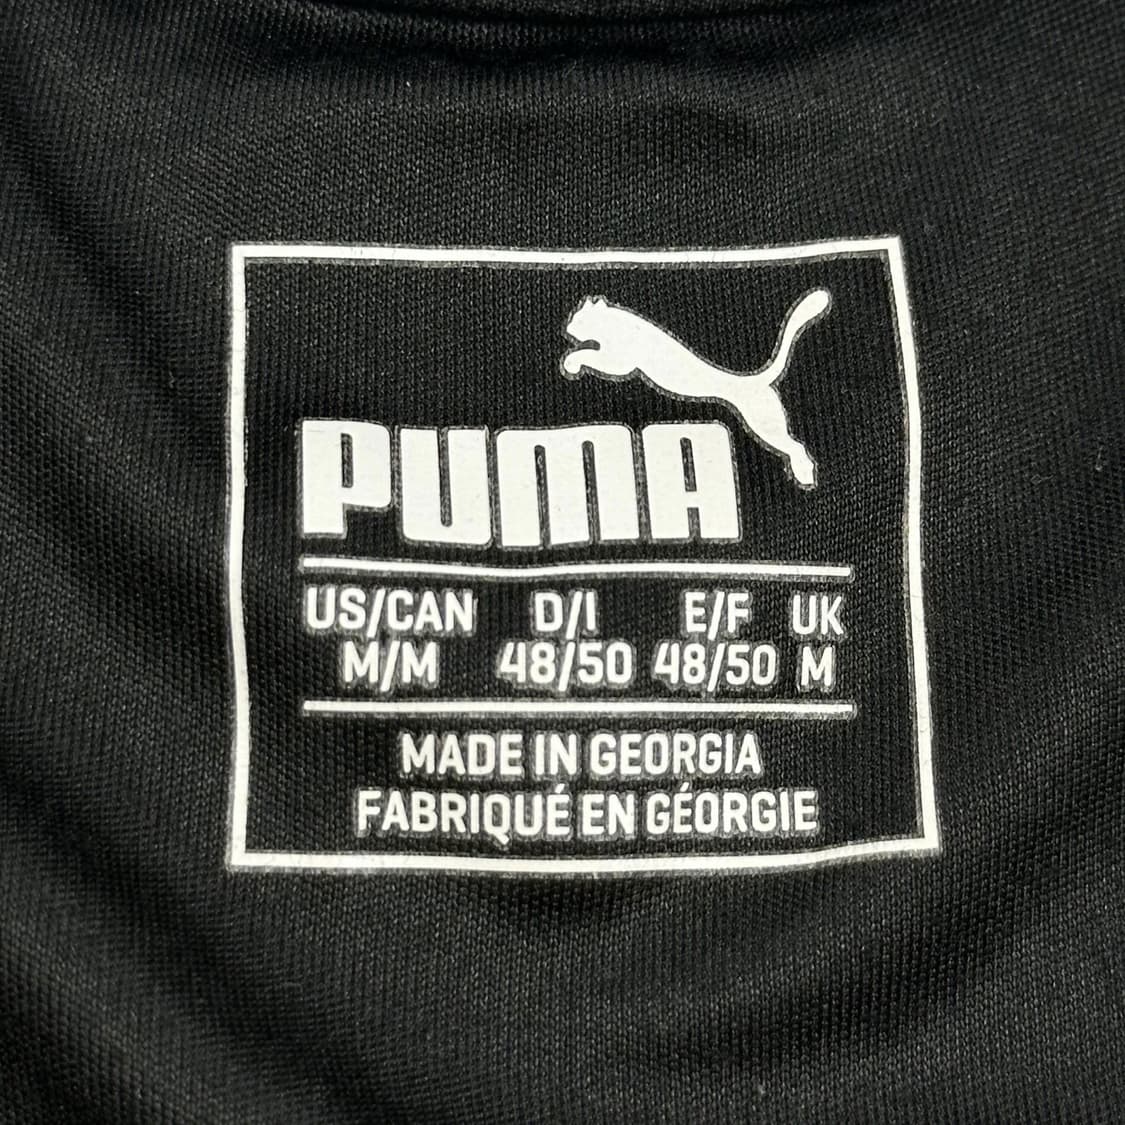 PUMA
US/CAN D/I E/F UK
M/M 48/50 48/50 M
MADE IN GEORGIA
FABRIQUÉ EN GÉORGIE